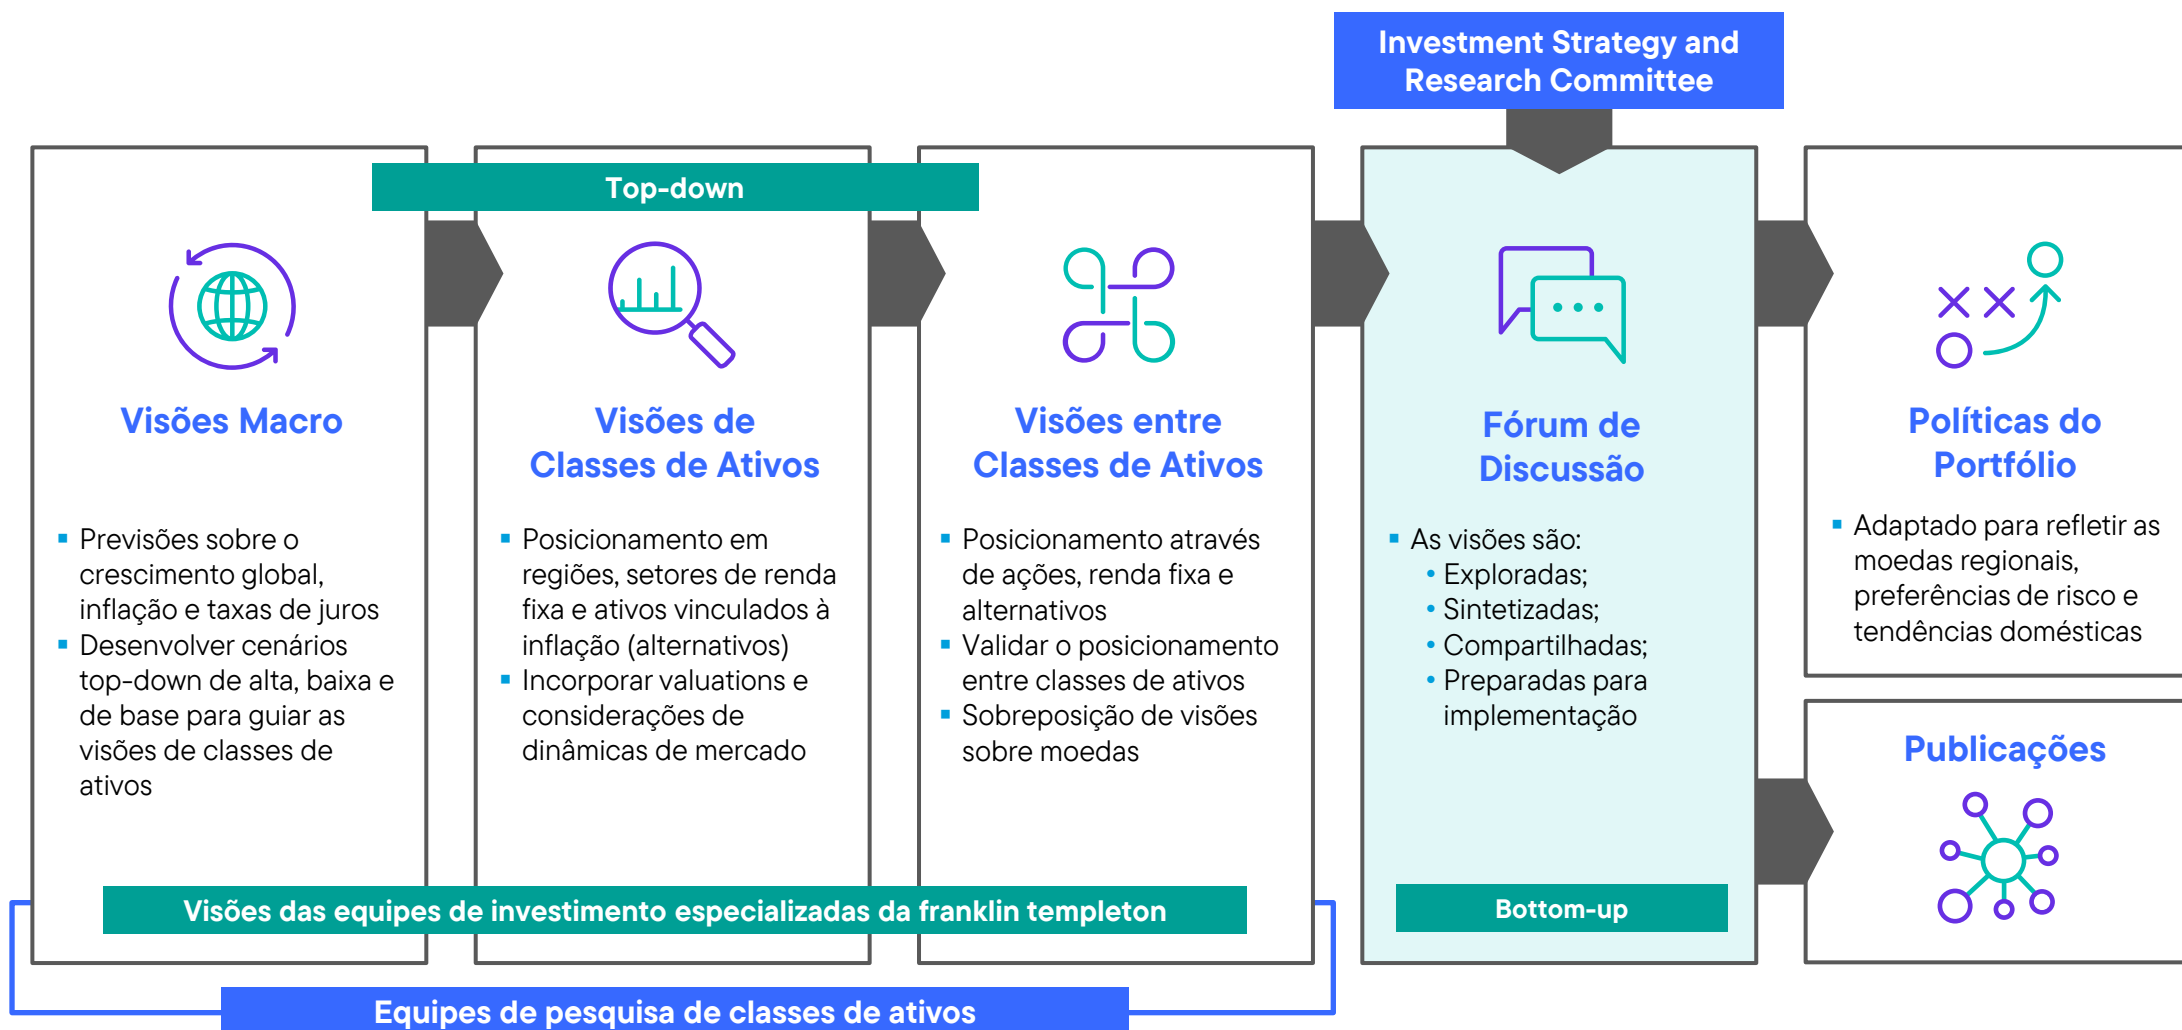 Investment Strategy and
Research Committee
Top-down
Visões Macro
▪ Previsões sobre o
crescimento global,
inflação e taxas de juros
▪ Desenvolver cenários
top-down de alta, baixa e
de base para guiar as
visões de classes de
ativos
Visões de
Classes de Ativos
▪ Posicionamento em
regiões, setores de renda
fixa e ativos vinculados à
inflação (alternativos)
▪ Incorporar valuations e
considerações de
dinâmicas de mercado
Visões entre
Classes de Ativos
▪ Posicionamento através
de ações, renda fixa e
alternativos
▪ Validar o posicionamento
entre classes de ativos
▪ Sobreposição de visões
sobre moedas
Fórum de
Discussão
▪ As visões são:
• Exploradas;
• Sintetizadas;
• Compartilhadas;
• Preparadas para
implementação
Bottom-up
Políticas do
Portfólio
▪ Adaptado para refletir as
moedas regionais,
preferências de risco e
tendências domésticas
Publicações
Visões das equipes de investimento especializadas da franklin templeton
Equipes de pesquisa de classes de ativos